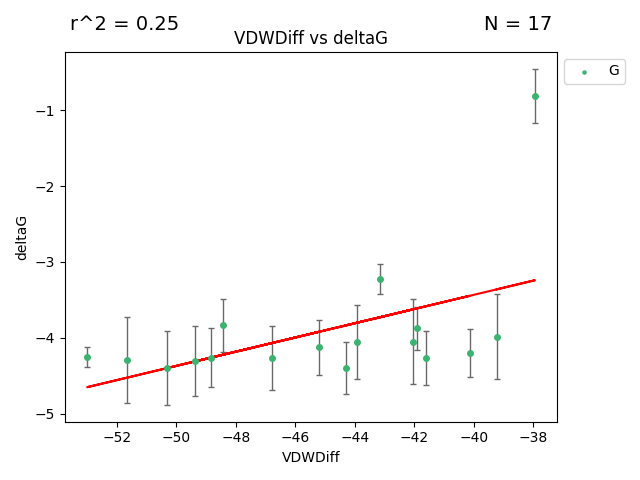 r^2 = 0.25
N = 17
VDWDiff vs deltaG
G
−1
−2
−3
−4
−5
deltaG
−52
−50
−48
−46
−44
−42
−40
−38
VDWDiff